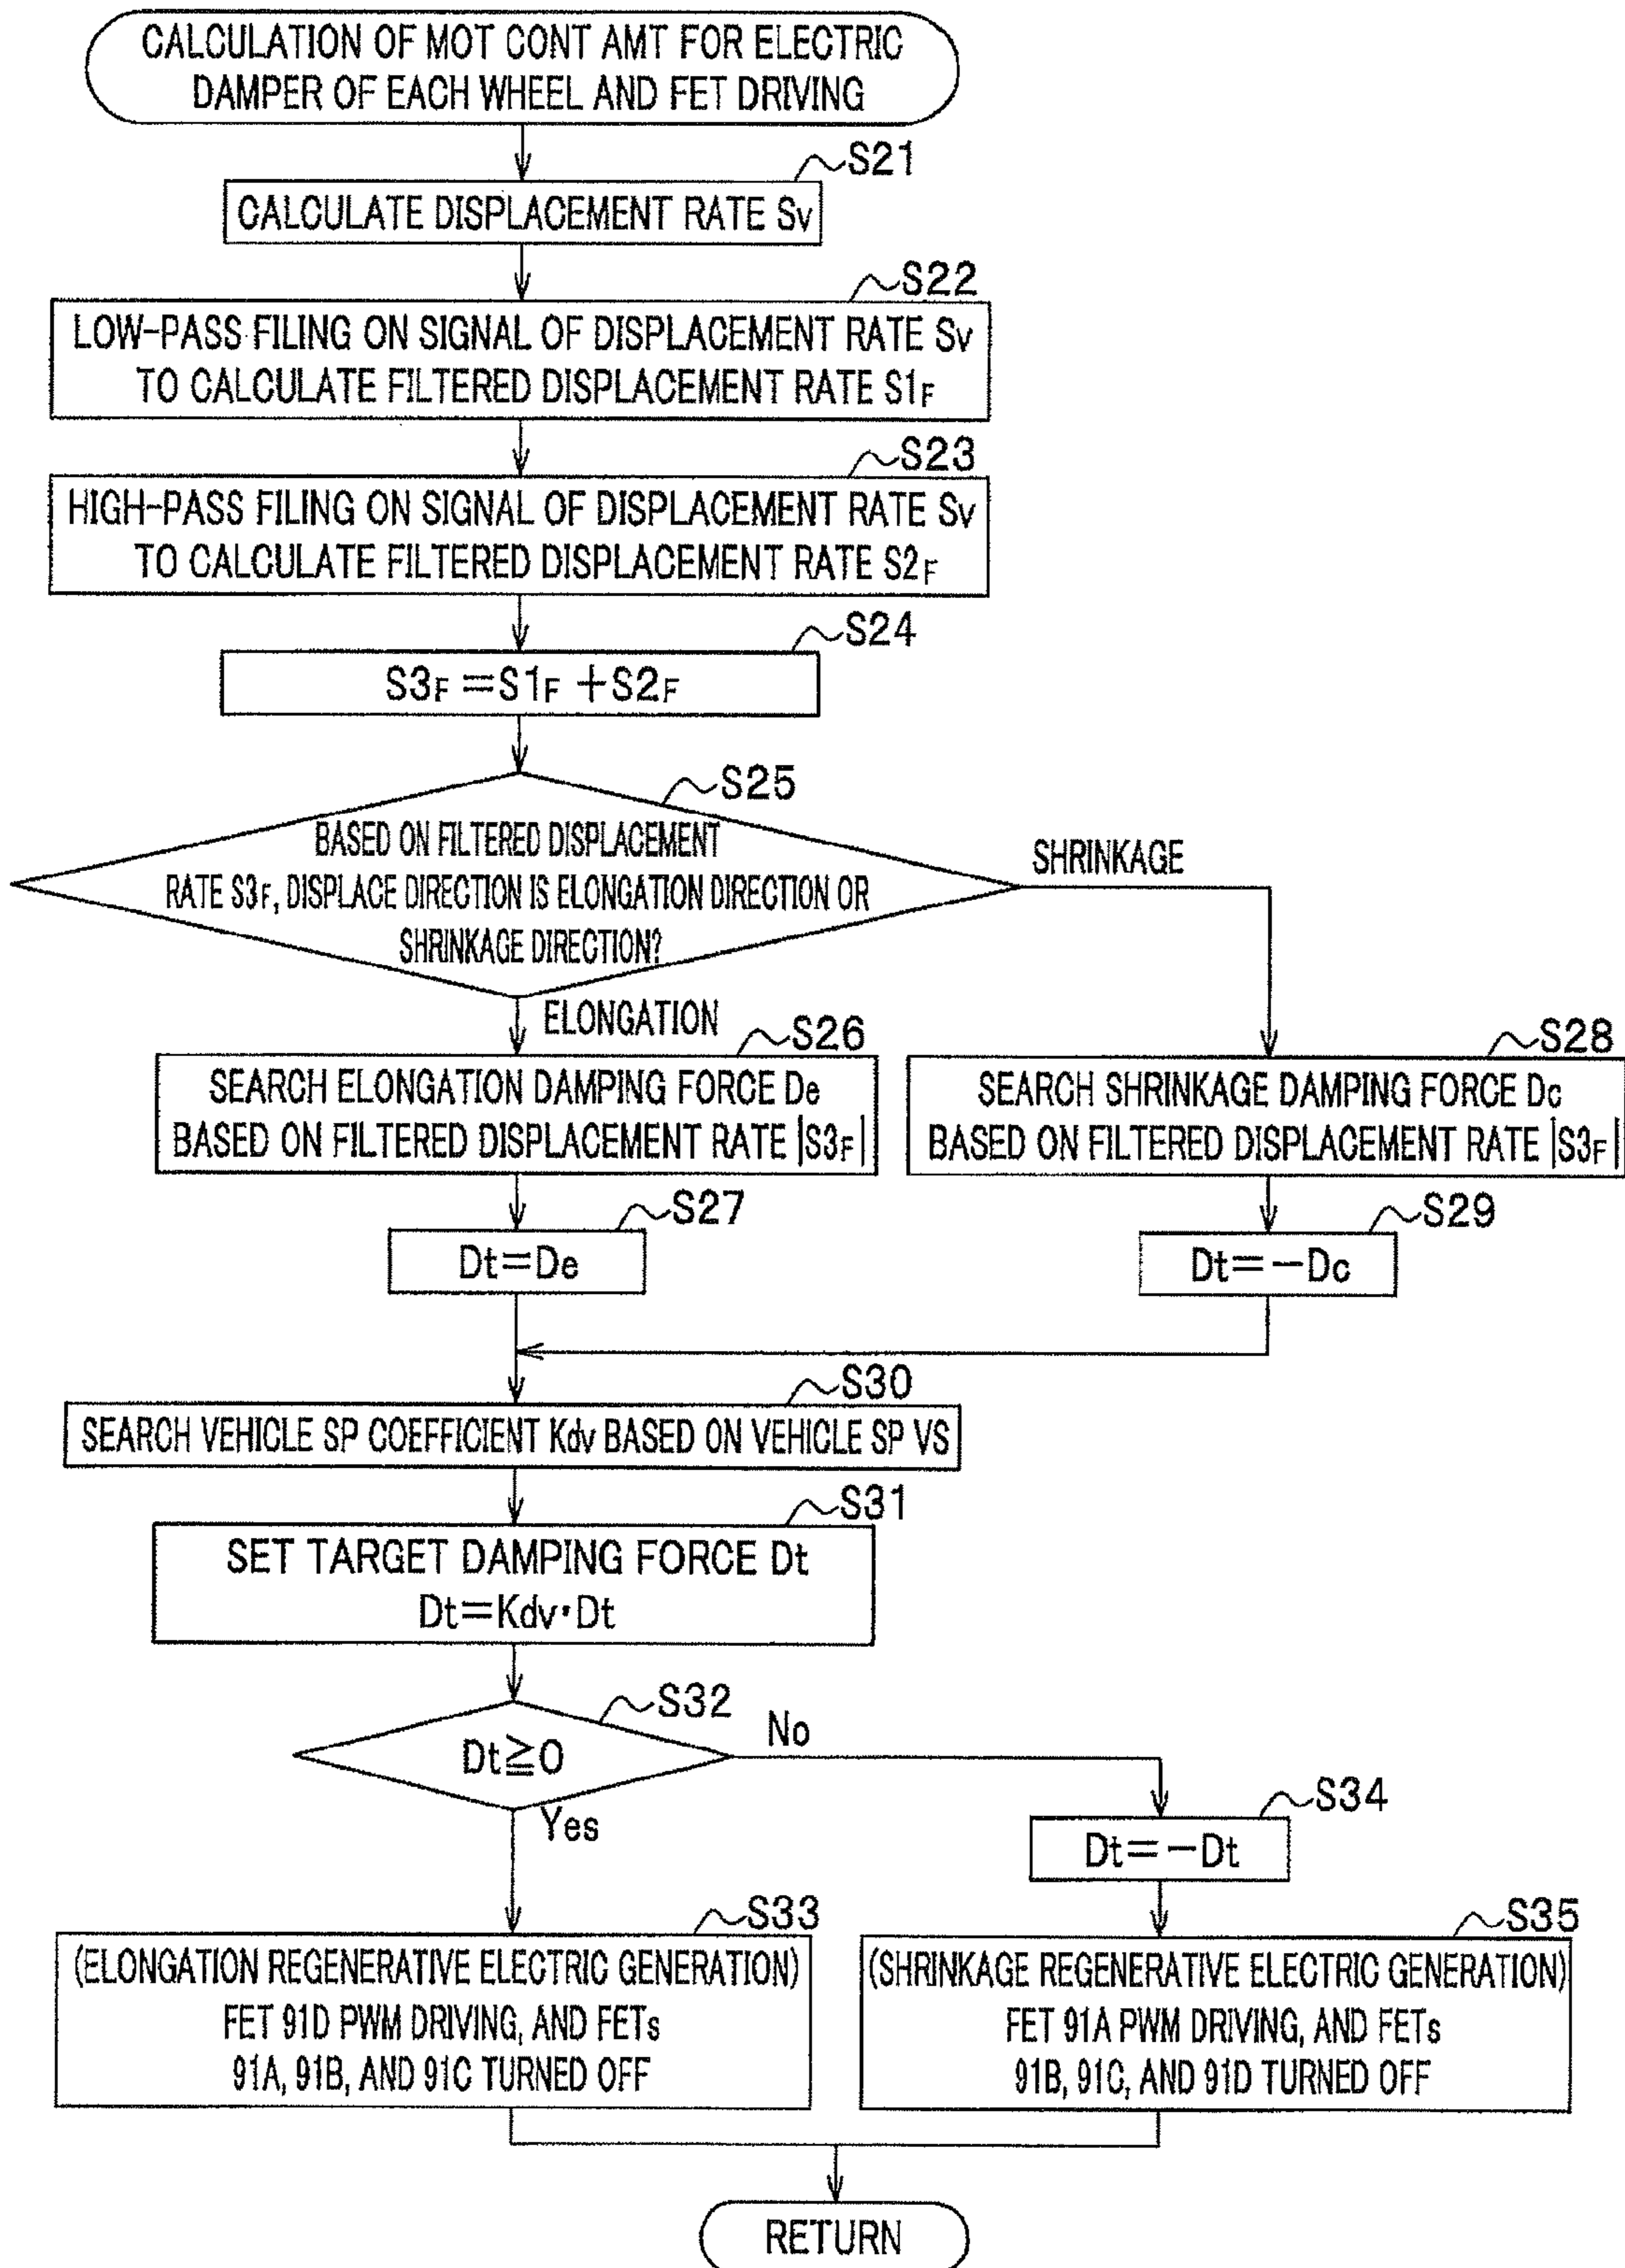 CALCULATION OF MOT CONT AMT FOR ELECTRIC
DAMPER OF EACH WHEEL AND FET DRIVING
S21
CALCULATE DISPLACEMENT RATE Sv
S22
LOW-PASS FILING ON SIGNAL OF DISPLACEMENT RATE Sv
TO CALCULATE FILTERED DISPLACEMENT RATE S1F
S23
HIGH-PASS FILING ON SIGNAL OF DISPLACEMENT RATE Sv
TO CALCULATE FILTERED DISPLACEMENT RATE S2F
S24
S3F=S1F+S2F
S25
BASED ON FILTERED DISPLACEMENT
RATE S3F, DISPLACE DIRECTION IS ELONGATION DIRECTION OR
SHRINKAGE DIRECTION?
SHRINKAGE
ELONGATION
S26
SEARCH ELONGATION DAMPING FORCE De
BASED ON FILTERED DISPLACEMENT RATE |S3F|
S28
SEARCH SHRINKAGE DAMPING FORCE Dc
BASED ON FILTERED DISPLACEMENT RATE |S3F|
S27
Dt=De
S29
Dt=-Dc
S30
SEARCH VEHICLE SP COEFFICIENT Kdv BASED ON VEHICLE SP VS
S31
SET TARGET DAMPING FORCE Dt
Dt=Kdv・Dt
S32
Dt≧0
No
Yes
S34
Dt=-Dt
S33
(ELONGATION REGENERATIVE ELECTRIC GENERATION)
FET 91D PWM DRIVING, AND FETs
91A, 91B, AND 91C TURNED OFF
S35
(SHRINKAGE REGENERATIVE ELECTRIC GENERATION)
FET 91A PWM DRIVING, AND FETs
91B, 91C, AND 91D TURNED OFF
RETURN